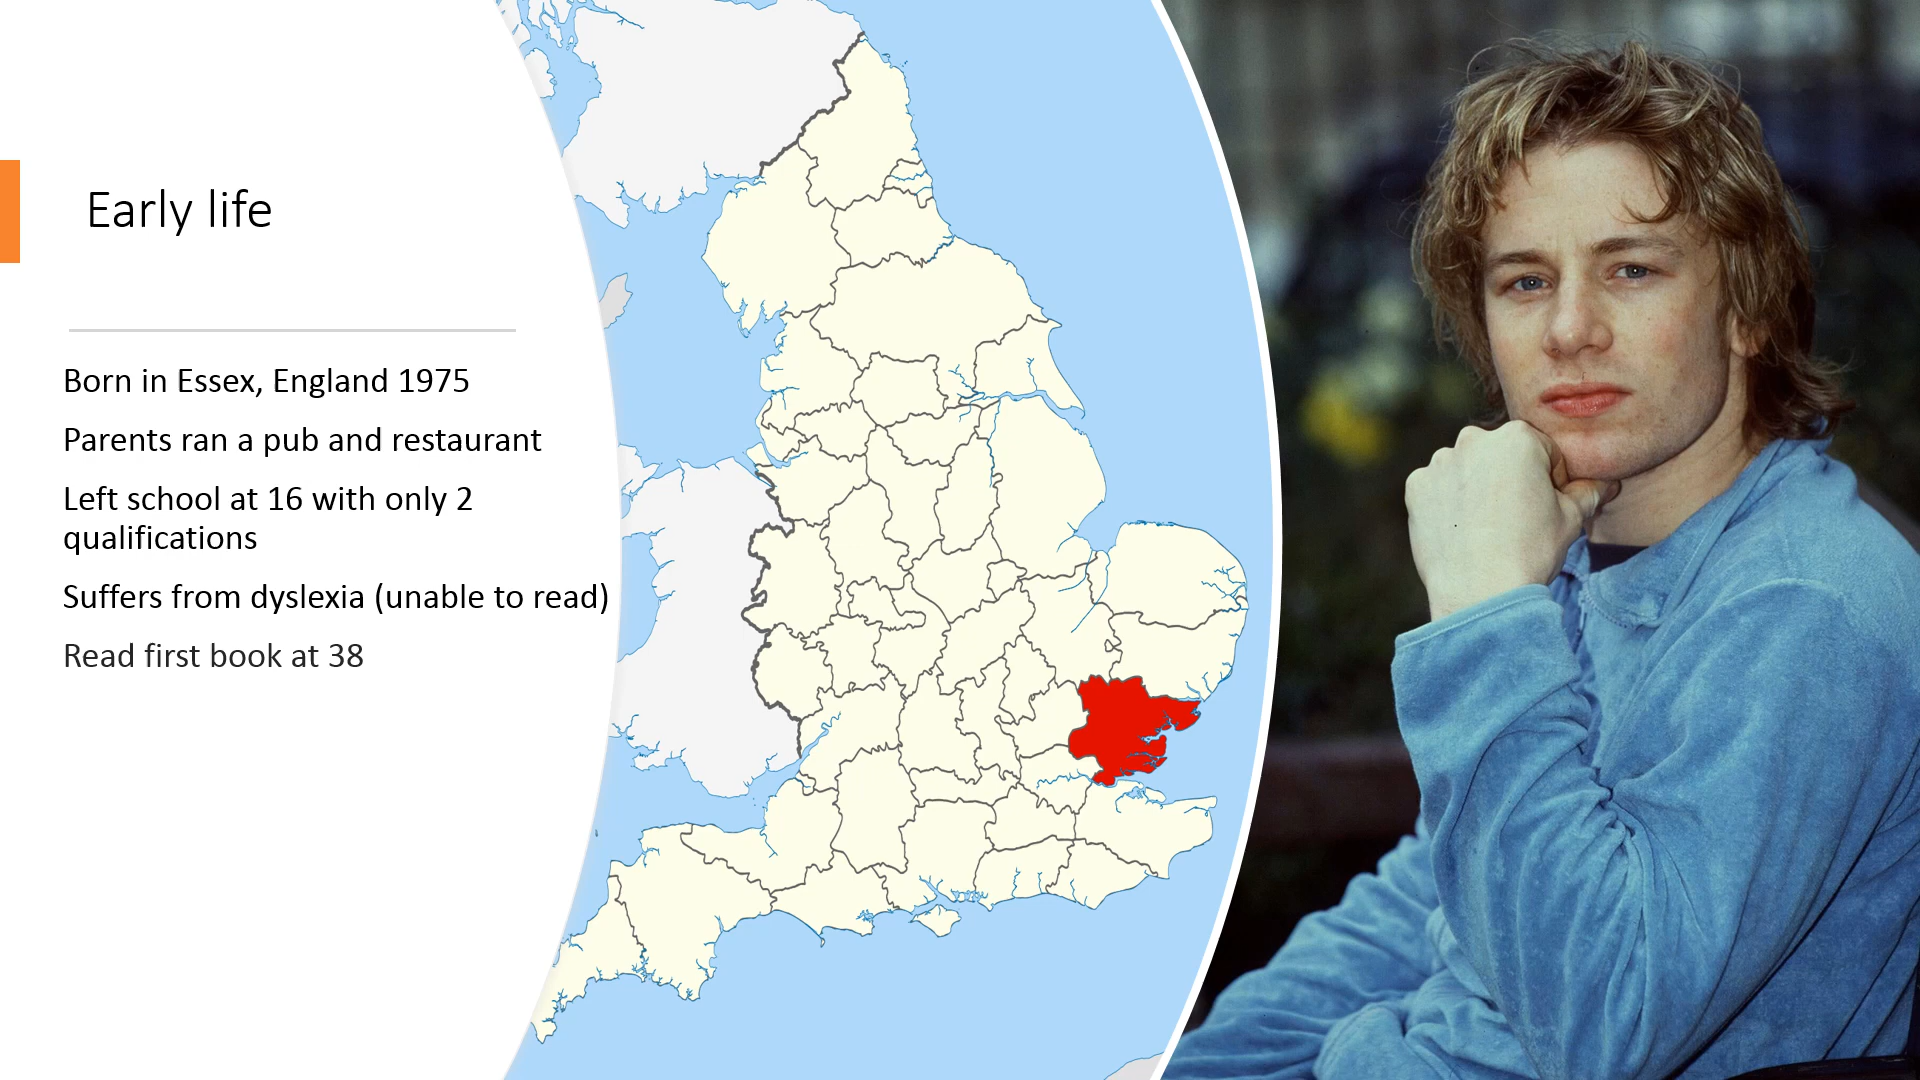 Early life
Born in Essex, England 1975
Parents ran a pub and restaurant
Left school at 16 with only 2
qualifications
Suffers from dyslexia (unable to read)
Read first book at 38